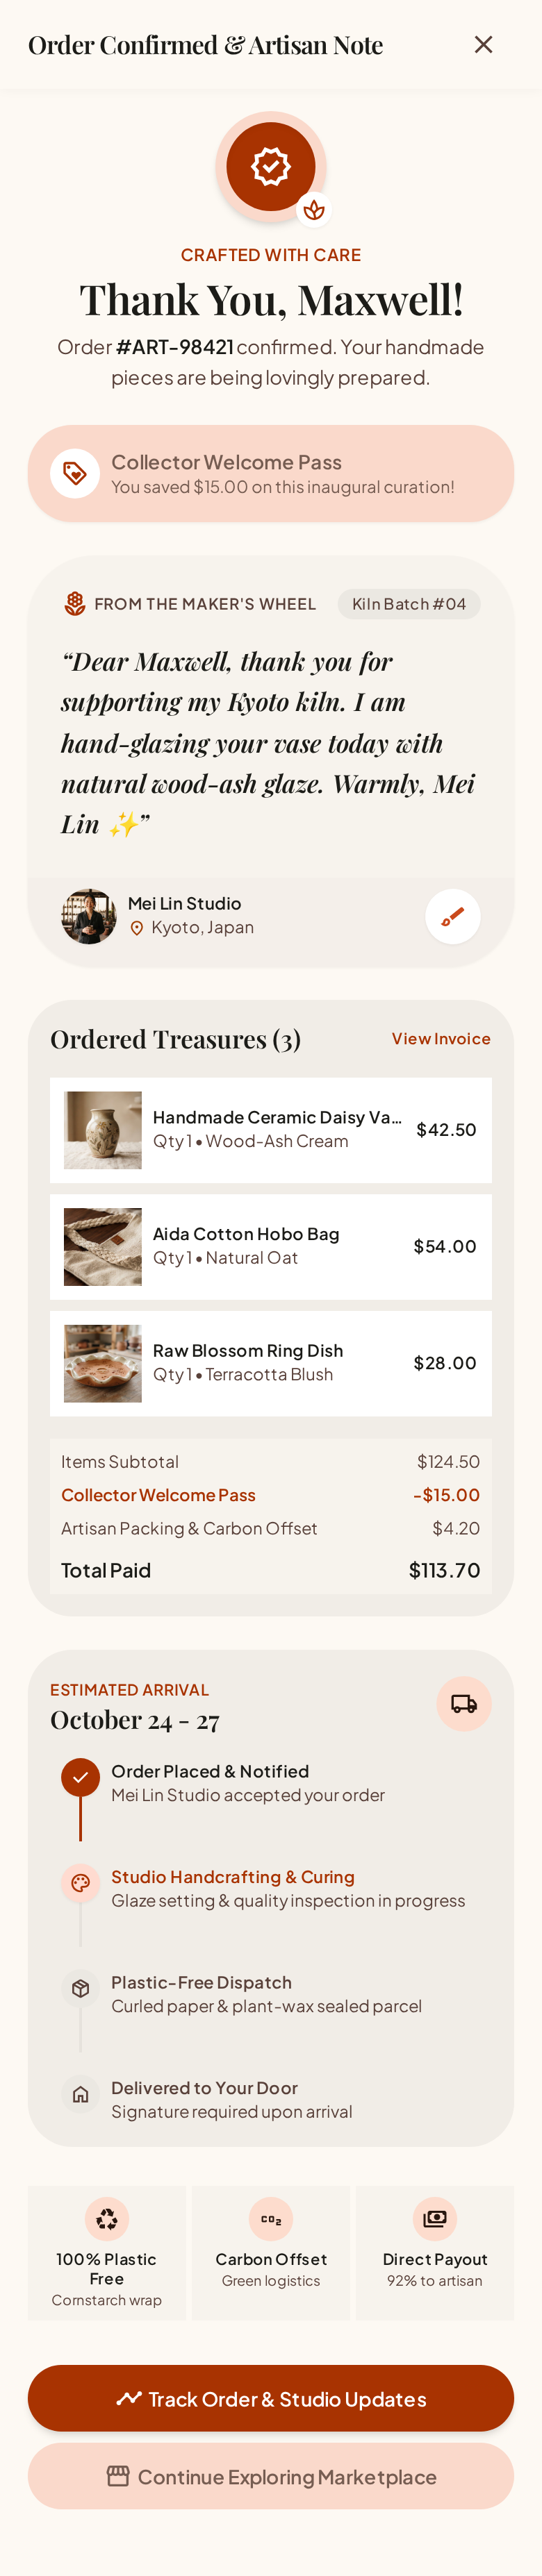 Order Confirmed & Artisan Note
CRAFTED WITH CARE
Thank You, Maxwell!
Order #ART-98421 confirmed. Your handmade
pieces are being lovingly prepared.
Collector Welcome Pass
You saved $15.00 on this inaugural curation!
FROM THE MAKER'S WHEEL
Kiln Batch #04
“Dear Maxwell, thank you for
supporting my Kyoto kiln. I am
hand-glazing your vase today with
natural wood-ash glaze. Warmly, Mei
Lin ✨”
Mei Lin Studio
Kyoto, Japan
Ordered Treasures (3)
View Invoice
Handmade Ceramic Daisy Va...
Qty 1 • Wood-Ash Cream
$42.50
Aida Cotton Hobo Bag
Qty 1 • Natural Oat
$54.00
Raw Blossom Ring Dish
Qty 1 • Terracotta Blush
$28.00
Items Subtotal $124.50
Collector Welcome Pass -$15.00
Artisan Packing & Carbon Offset $4.20
Total Paid $113.70
ESTIMATED ARRIVAL
October 24 - 27
Order Placed & Notified
Mei Lin Studio accepted your order
Studio Handcrafting & Curing
Glaze setting & quality inspection in progress
Plastic-Free Dispatch
Curled paper & plant-wax sealed parcel
Delivered to Your Door
Signature required upon arrival
100% Plastic
Free
Cornstarch wrap
CO2
Carbon Offset
Green logistics
Direct Payout
92% to artisan
Track Order & Studio Updates
Continue Exploring Marketplace